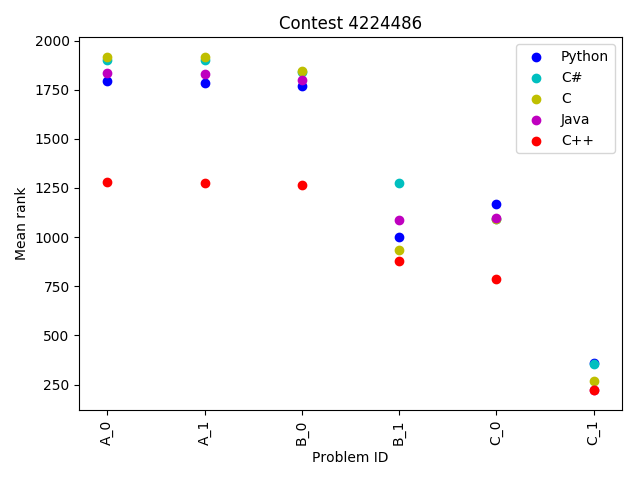 Contest 4224486
2000
1750
1500
1250
1000
750
500
250
Mean rank
Python
C#
C
Java
C++
A_0
A_1
B_0
B_1
C_0
C_1
Problem ID